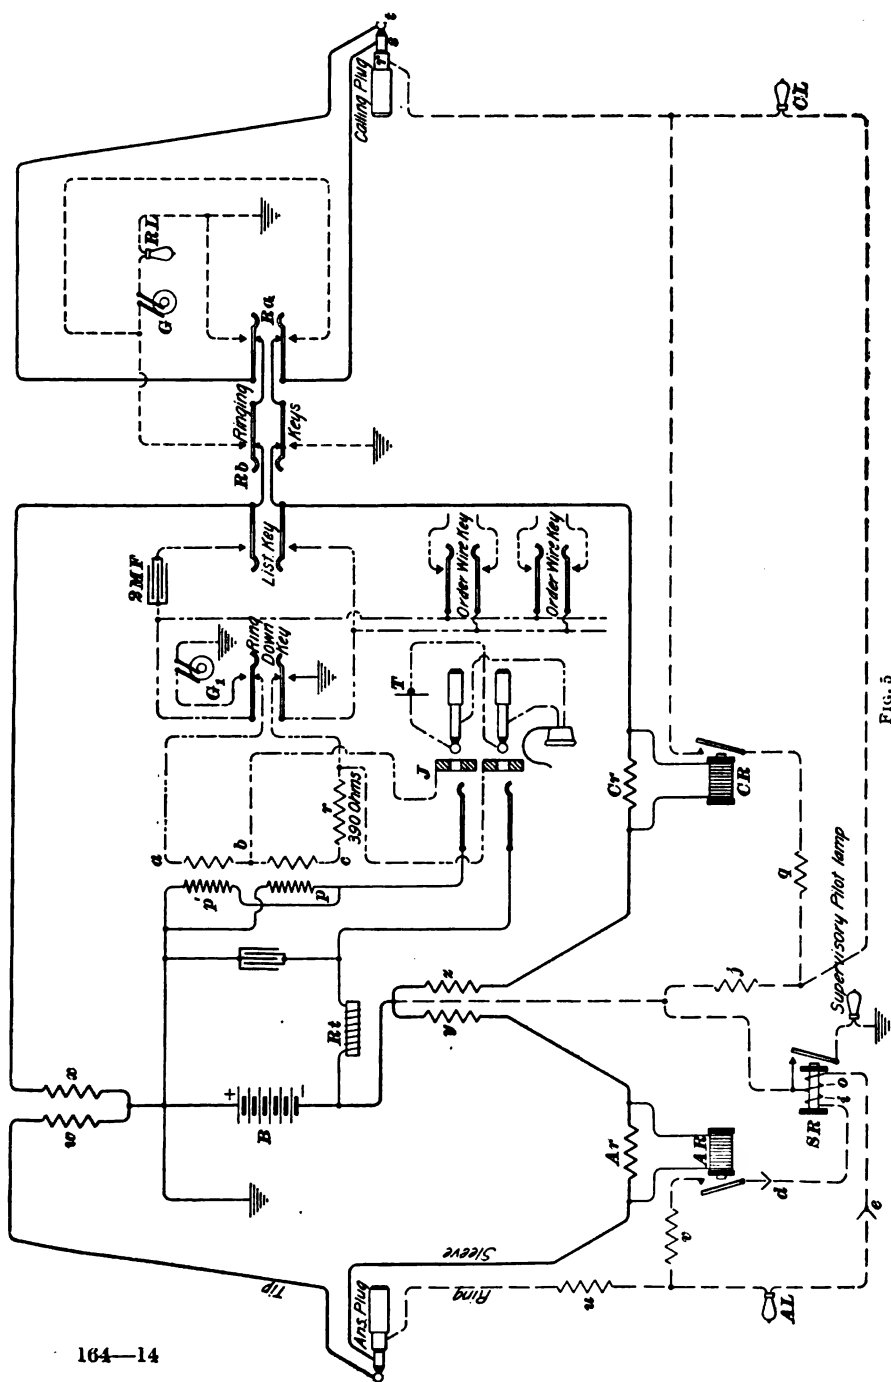 t
s
r
Calling Plug
CL
RL
G
Ra
Ringing
Keys
Rb
2MF
List. Key
Order Wire Key
Order Wire Key
G1
Ring
Down
Key
T
J
a
b
c
r
390 Ohms
p'
p
Cr
CR
q
Supervisory Pilot lamp
j
z
y
Rt
x
w
+
B
-
o
i
SR
Ar
AR
d
e
v
Sleeve
Tip
Ans. Plug
Ring
u
AL
FIG. 5
164—14